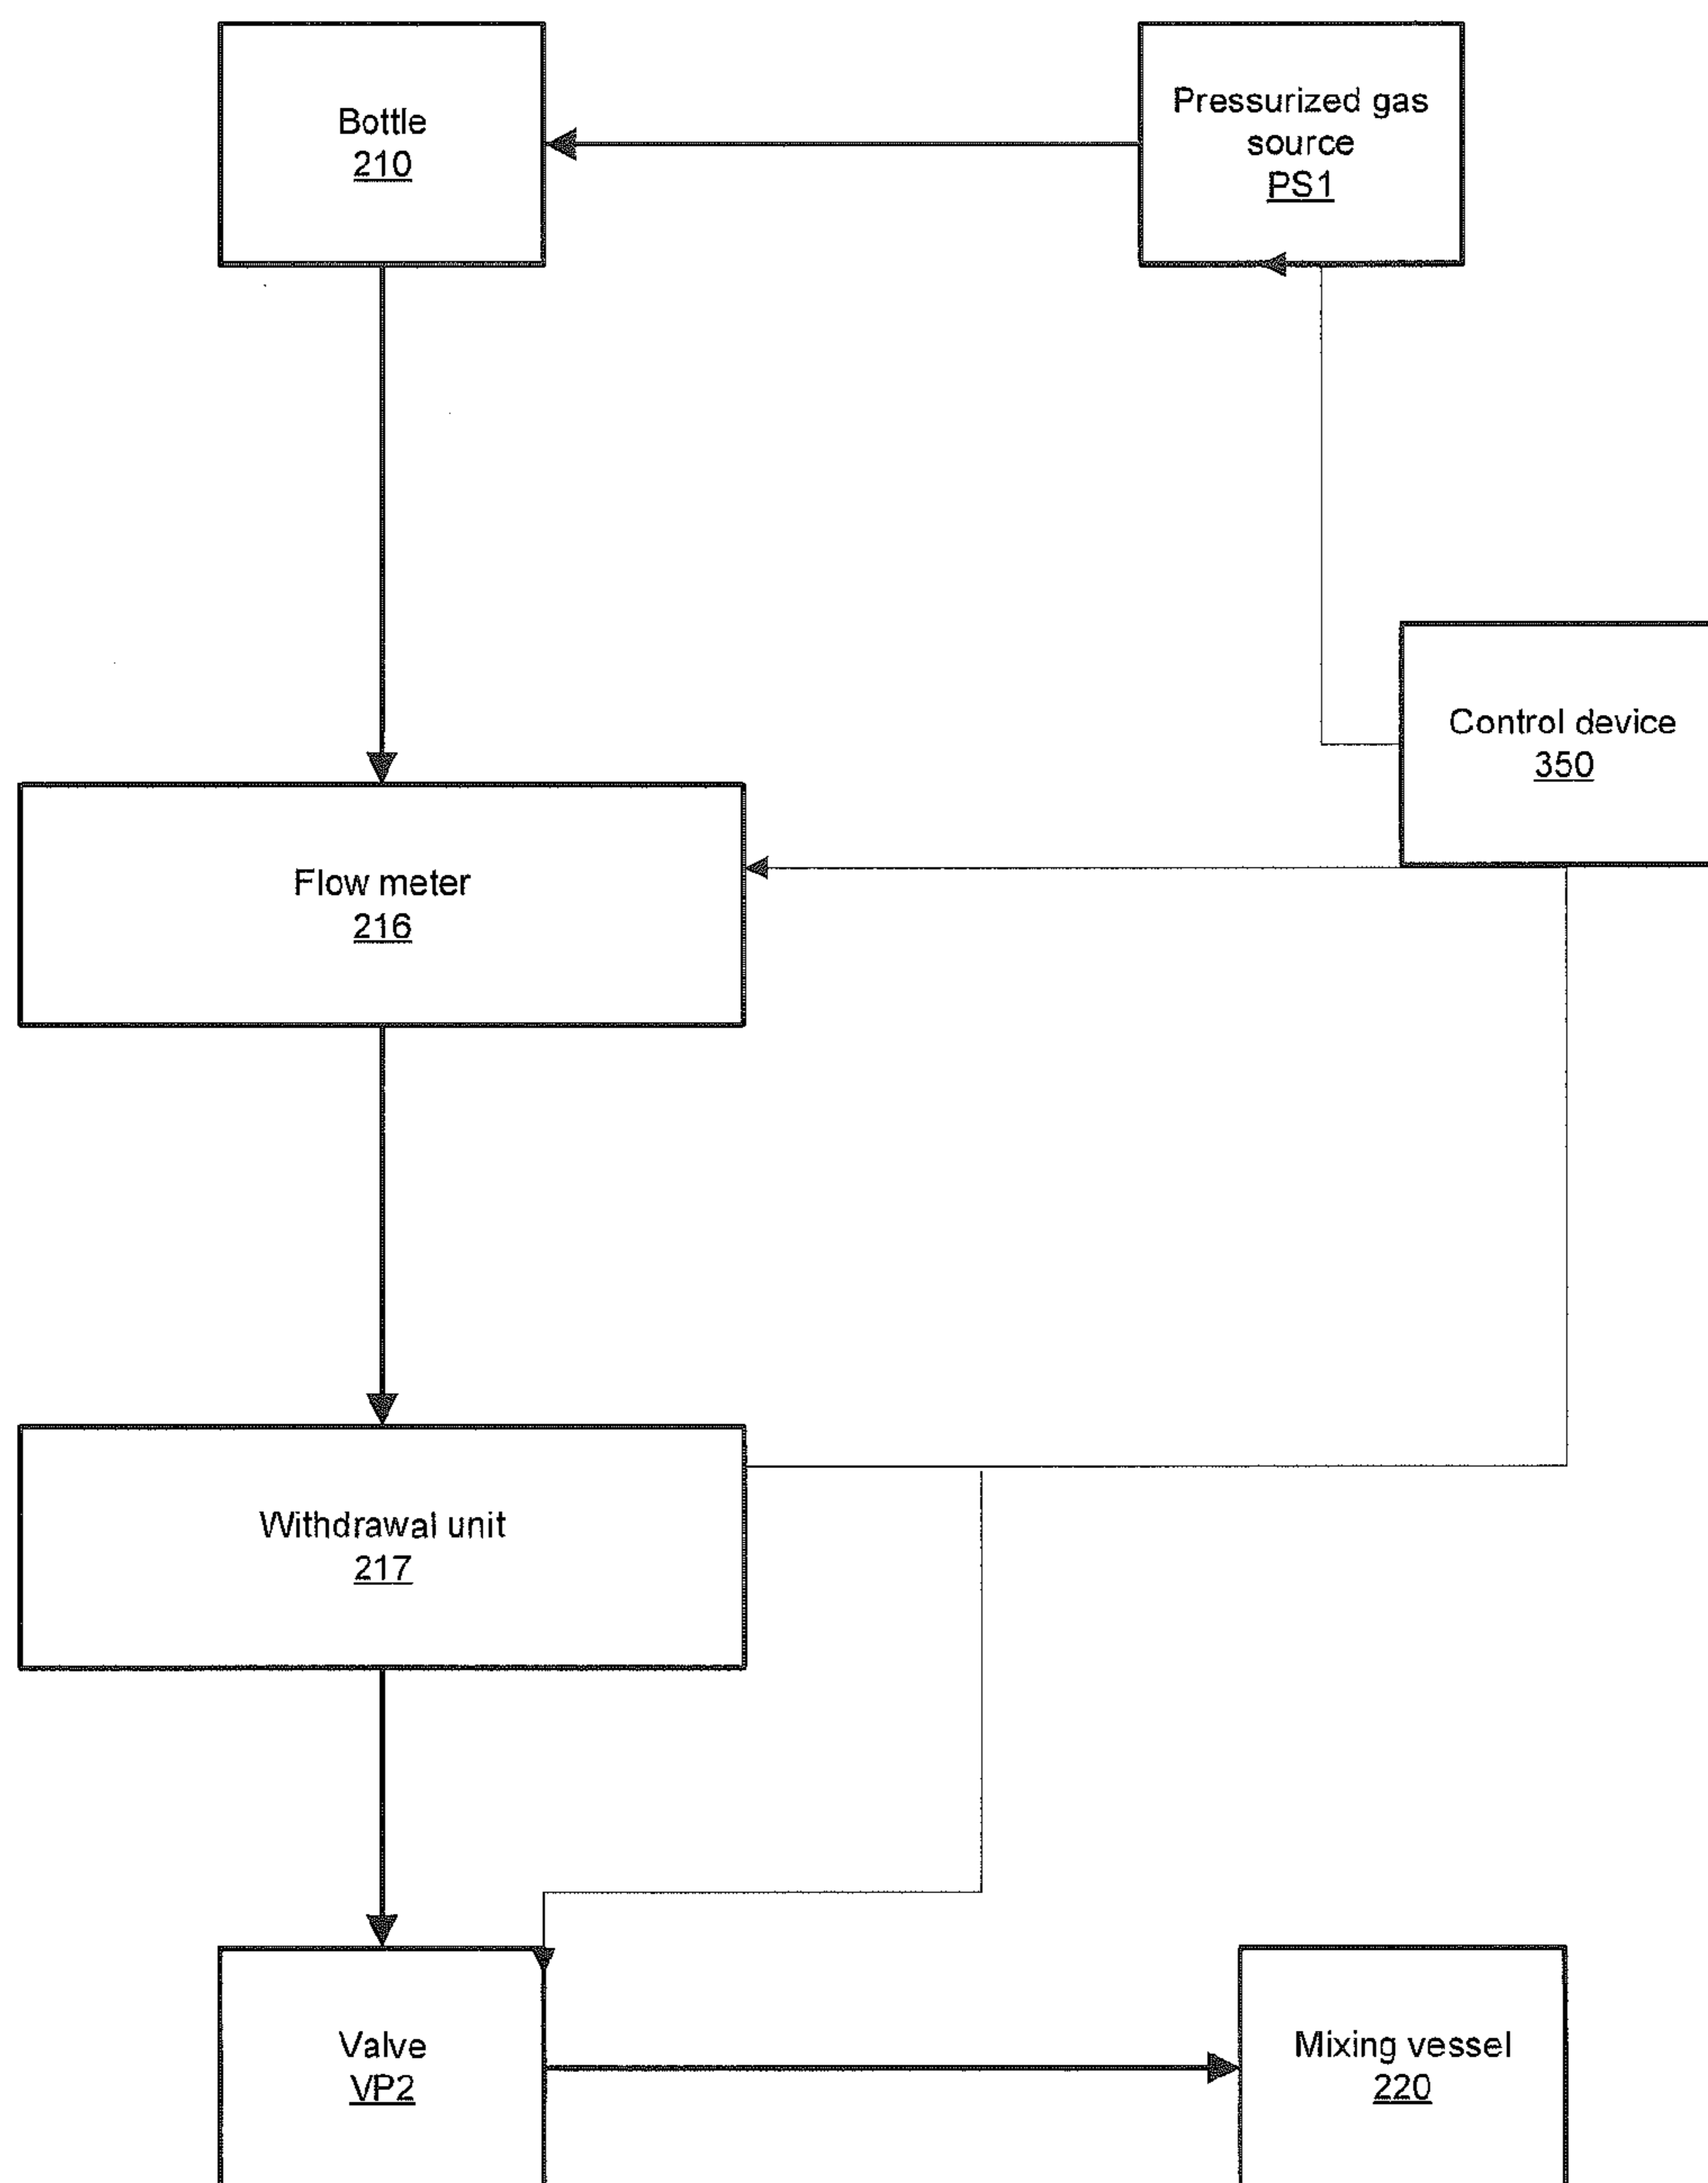 Bottle
210
Pressurized gas
source
PS1
Control device
350
Flow meter
216
Withdrawal unit
217
Valve
VP2
Mixing vessel
220